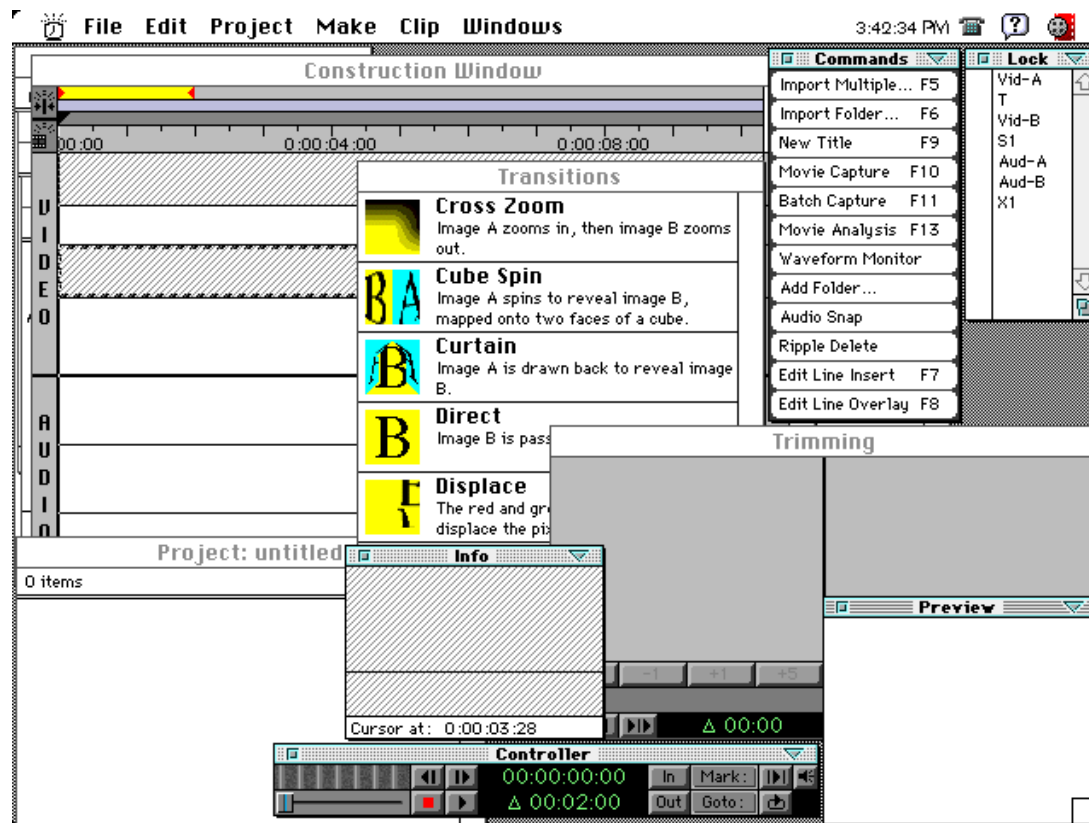 File Edit Project Make Clip Windows 3:42:34 PM ?
Construction Window
00:00 0:00:04:00 0:00:08:00
VIDEO
AUDIO
Transitions
Cross Zoom
Image A zooms in, then image B zooms
out.
Cube Spin
Image A spins to reveal image B,
mapped onto two faces of a cube.
Curtain
Image A is drawn back to reveal image
B.
Direct
Image B is pass
Displace
The red and gre
displace the pix
Commands
Import Multiple... F5
Import Folder... F6
New Title F9
Movie Capture F10
Batch Capture F11
Movie Analysis F13
Waveform Monitor
Add Folder...
Audio Snap
Ripple Delete
Edit Line Insert F7
Edit Line Overlay F8
Lock
Vid-A
T
Vid-B
S1
Aud-A
Aud-B
X1
Trimming
-1 +1 +5
Δ 00:00
Project: untitled
0 items
Info
Cursor at: 0:00:03:28
Preview
Controller
00:00:00:00 In Mark:
Δ 00:02:00 Out Goto: